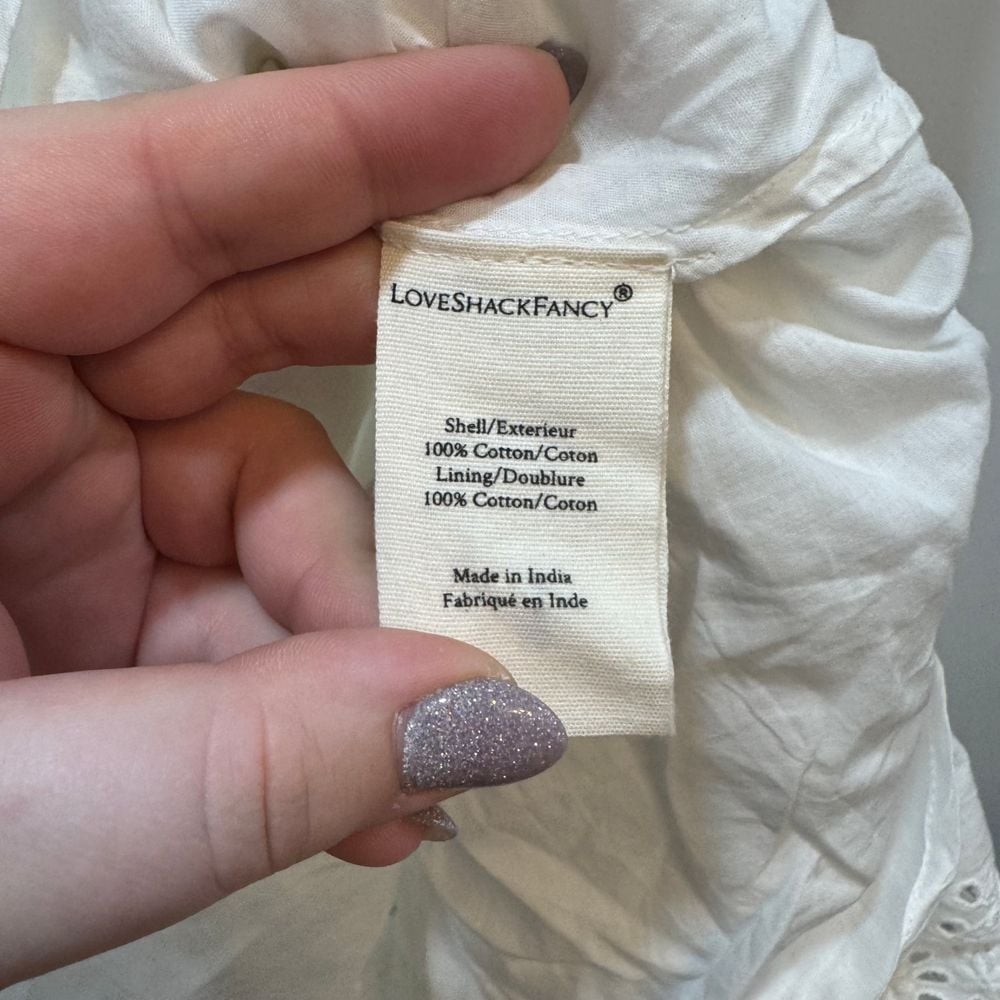 LoveShackFancy®
Shell/Exterieur
100% Cotton/Coton
Lining/Doublure
100% Cotton/Coton
Made in India
Fabriqué en Inde